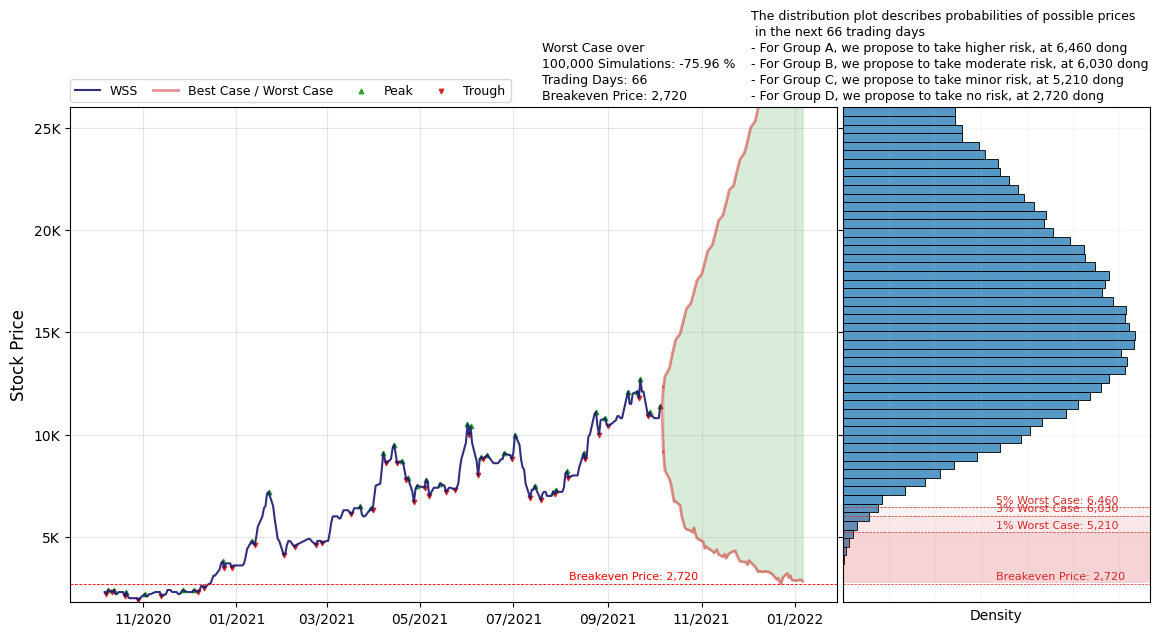 The distribution plot describes probabilities of possible prices
in the next 66 trading days
- For Group A, we propose to take higher risk, at 6,460 dong
- For Group B, we propose to take moderate risk, at 6,030 dong
- For Group C, we propose to take minor risk, at 5,210 dong
- For Group D, we propose to take no risk, at 2,720 dong
Worst Case over
100,000 Simulations: -75.96 %
Trading Days: 66
Breakeven Price: 2,720
WSS
Best Case / Worst Case
Peak
Trough
Stock Price
25K
20K
15K
10K
5K
Breakeven Price: 2,720
11/2020
01/2021
03/2021
05/2021
07/2021
09/2021
11/2021
01/2022
5% Worst Case: 6,460
3% Worst Case: 6,030
1% Worst Case: 5,210
Breakeven Price: 2,720
Density